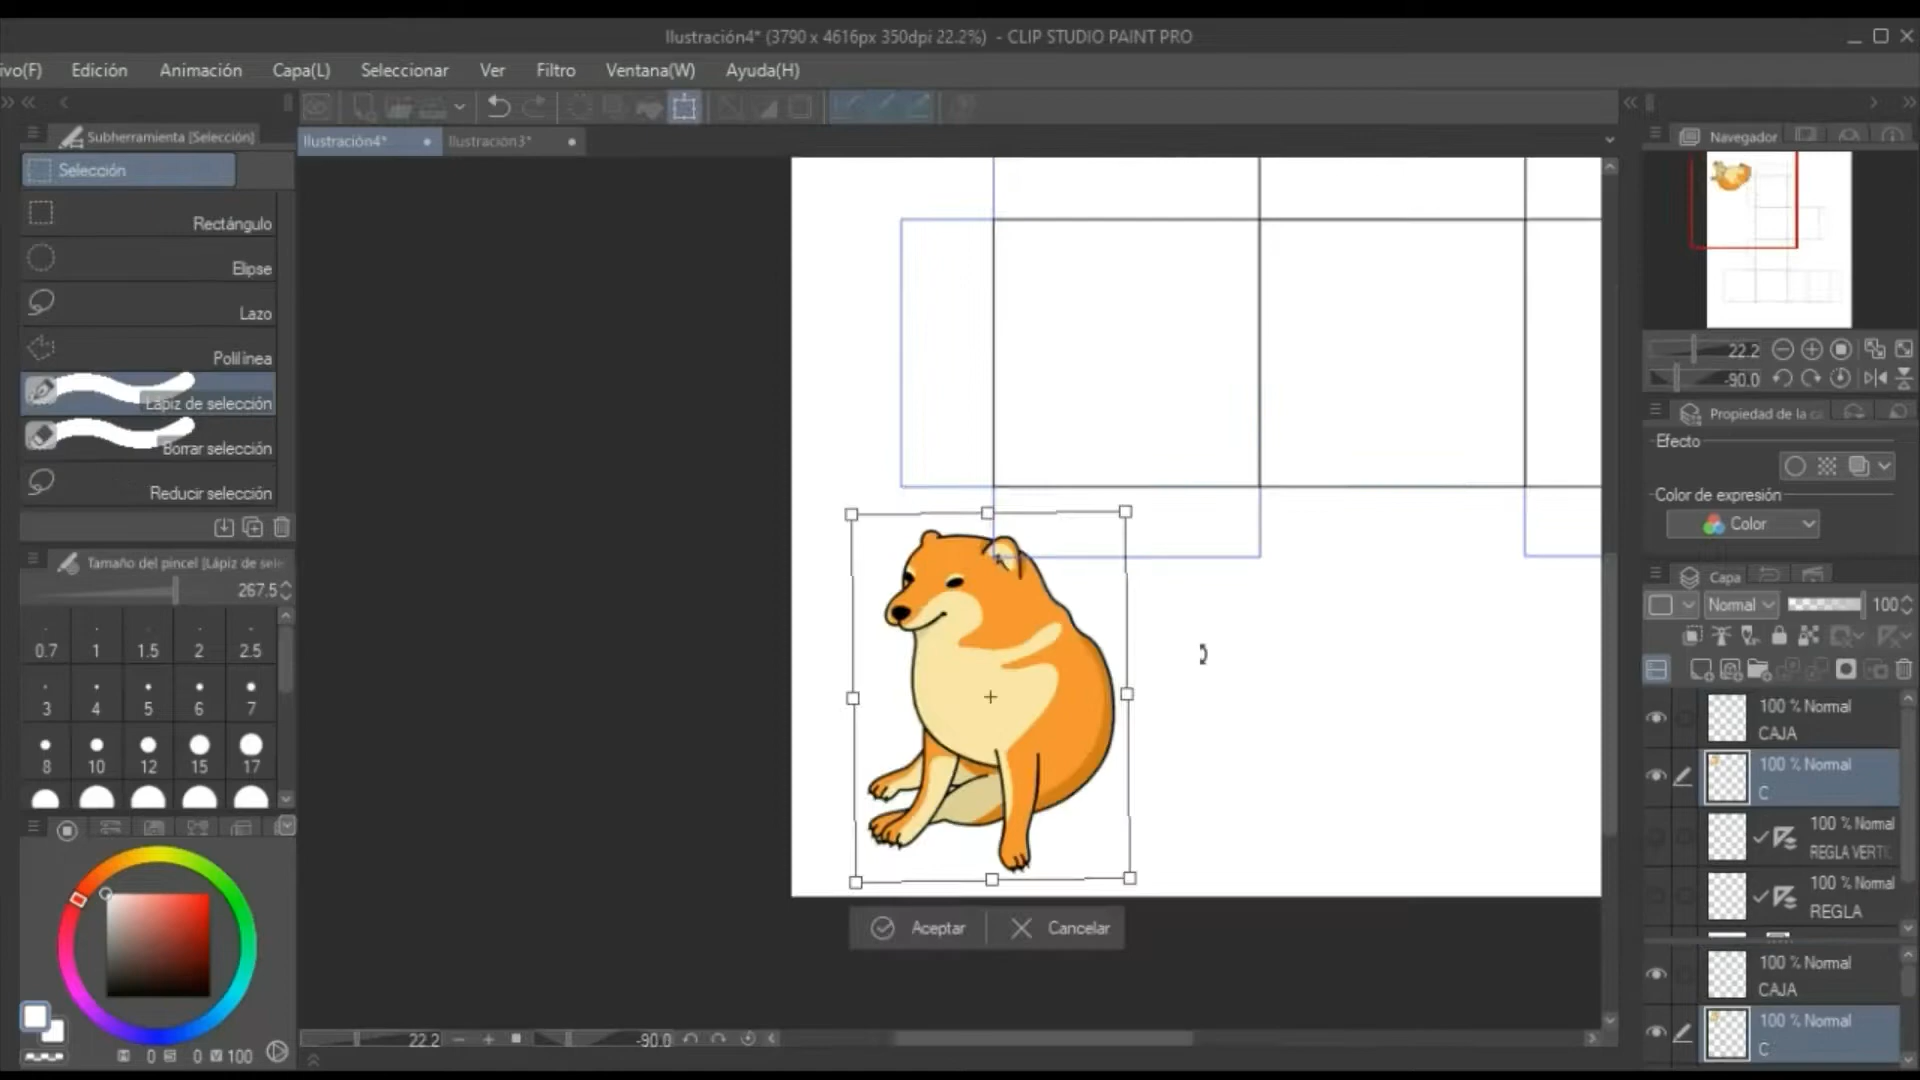 Ilustración4* (3790 x 4616px 350dpi 22.2%) - CLIP STUDIO PAINT PRO
ivo(F) Edición Animación Capa(L) Seleccionar Ver Filtro Ventana(W) Ayuda(H)
Subherramienta [Selección]
Ilustración4* Ilustración3*
Navegador
Selección
Rectángulo
Elipse
Lazo
Polilínea
Lápiz de selección
Borrar selección
Reducir selección
22.2
-90.0
Propiedad de la ca
Efecto
Color de expresión
Color
Tamaño del pincel [Lápiz de sele
267.5
0.7 1 1.5 2 2.5
3 4 5 6 7
8 10 12 15 17
Capa
Normal 100
100 % Normal
CAJA
100 % Normal
C
100 % Normal
REGLA VERTI
100 % Normal
REGLA
100 % Normal
CAJA
100 % Normal
C
Aceptar Cancelar
22.2 -90.0
H 0 S 0 V 100